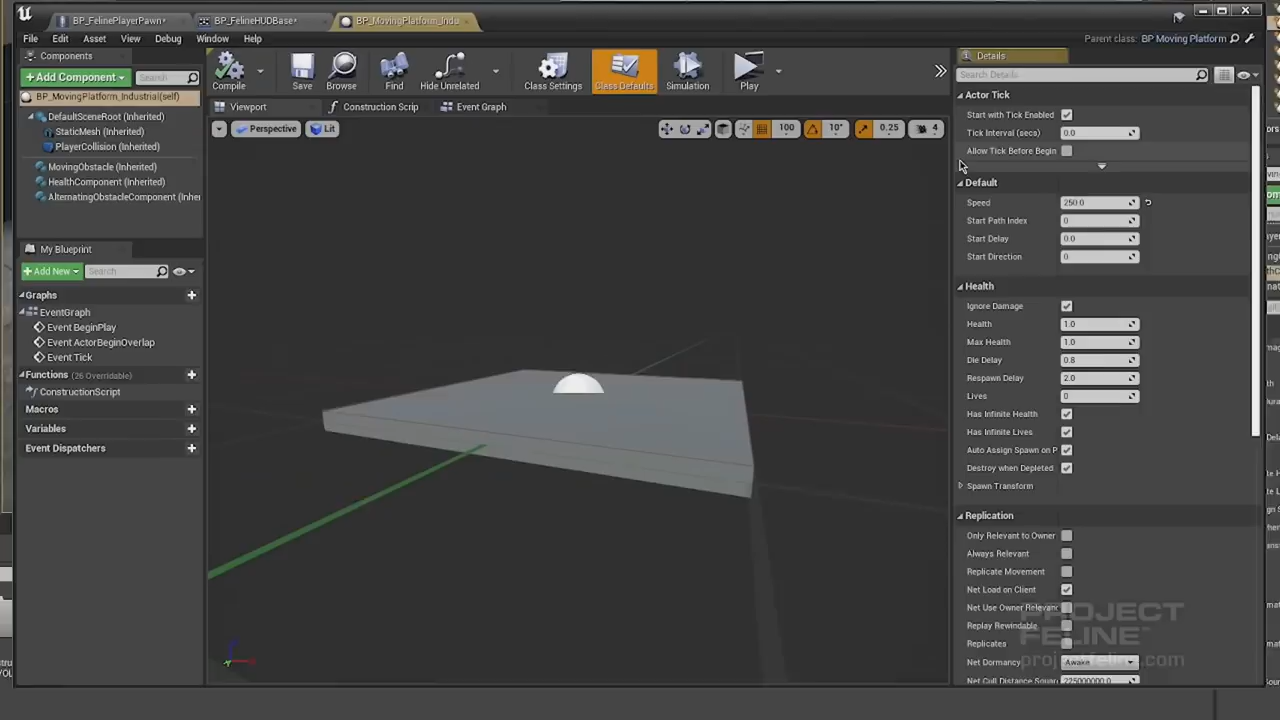 BP_FelinePlayerPawn*
BP_FelineHUDBase*
BP_MovingPlatform_Indu
File
Edit
Asset
View
Debug
Window
Help
Parent class:
BP Moving Platform
Components
+Add Component
Search
BP_MovingPlatform_Industrial(self)
DefaultSceneRoot (Inherited)
StaticMesh (Inherited)
PlayerCollision (Inherited)
MovingObstacle (Inherited)
HealthComponent (Inherited)
AlternatingObstacleComponent (Inher
My Blueprint
+Add New
Search
Graphs
EventGraph
Event BeginPlay
Event ActorBeginOverlap
Event Tick
Functions (26 Overridable)
ConstructionScript
Macros
Variables
Event Dispatchers
Compile
Save
Browse
Find
Hide Unrelated
Class Settings
Class Defaults
Simulation
Play
Viewport
Construction Scrip
Event Graph
Perspective
Lit
100
10°
0.25
4
Details
Search Details
Actor Tick
Start with Tick Enabled
Tick Interval (secs)
0.0
Allow Tick Before Begin
Default
Speed
250.0
Start Path Index
0
Start Delay
0.0
Start Direction
0
Health
Ignore Damage
Health
1.0
Max Health
1.0
Die Delay
0.8
Respawn Delay
2.0
Lives
0
Has Infinite Health
Has Infinite Lives
Auto Assign Spawn on P
Destroy when Depleted
Spawn Transform
Replication
Only Relevant to Owner
Always Relevant
Replicate Movement
Net Load on Client
Net Use Owner Relevanc
Replay Rewindable
Replicates
Net Dormancy
Awake
Net Cull Distance Square
225000000.0
PROJECT
FELINE™
projectfeline.com